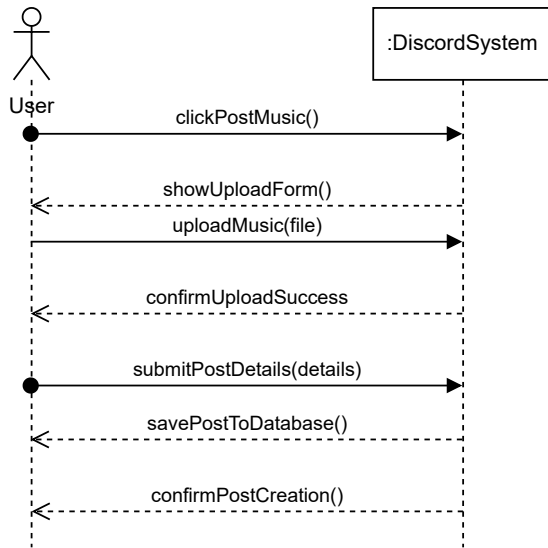 :DiscordSystem
User
clickPostMusic()
showUploadForm()
uploadMusic(file)
confirmUploadSuccess
submitPostDetails(details)
savePostToDatabase()
confirmPostCreation()